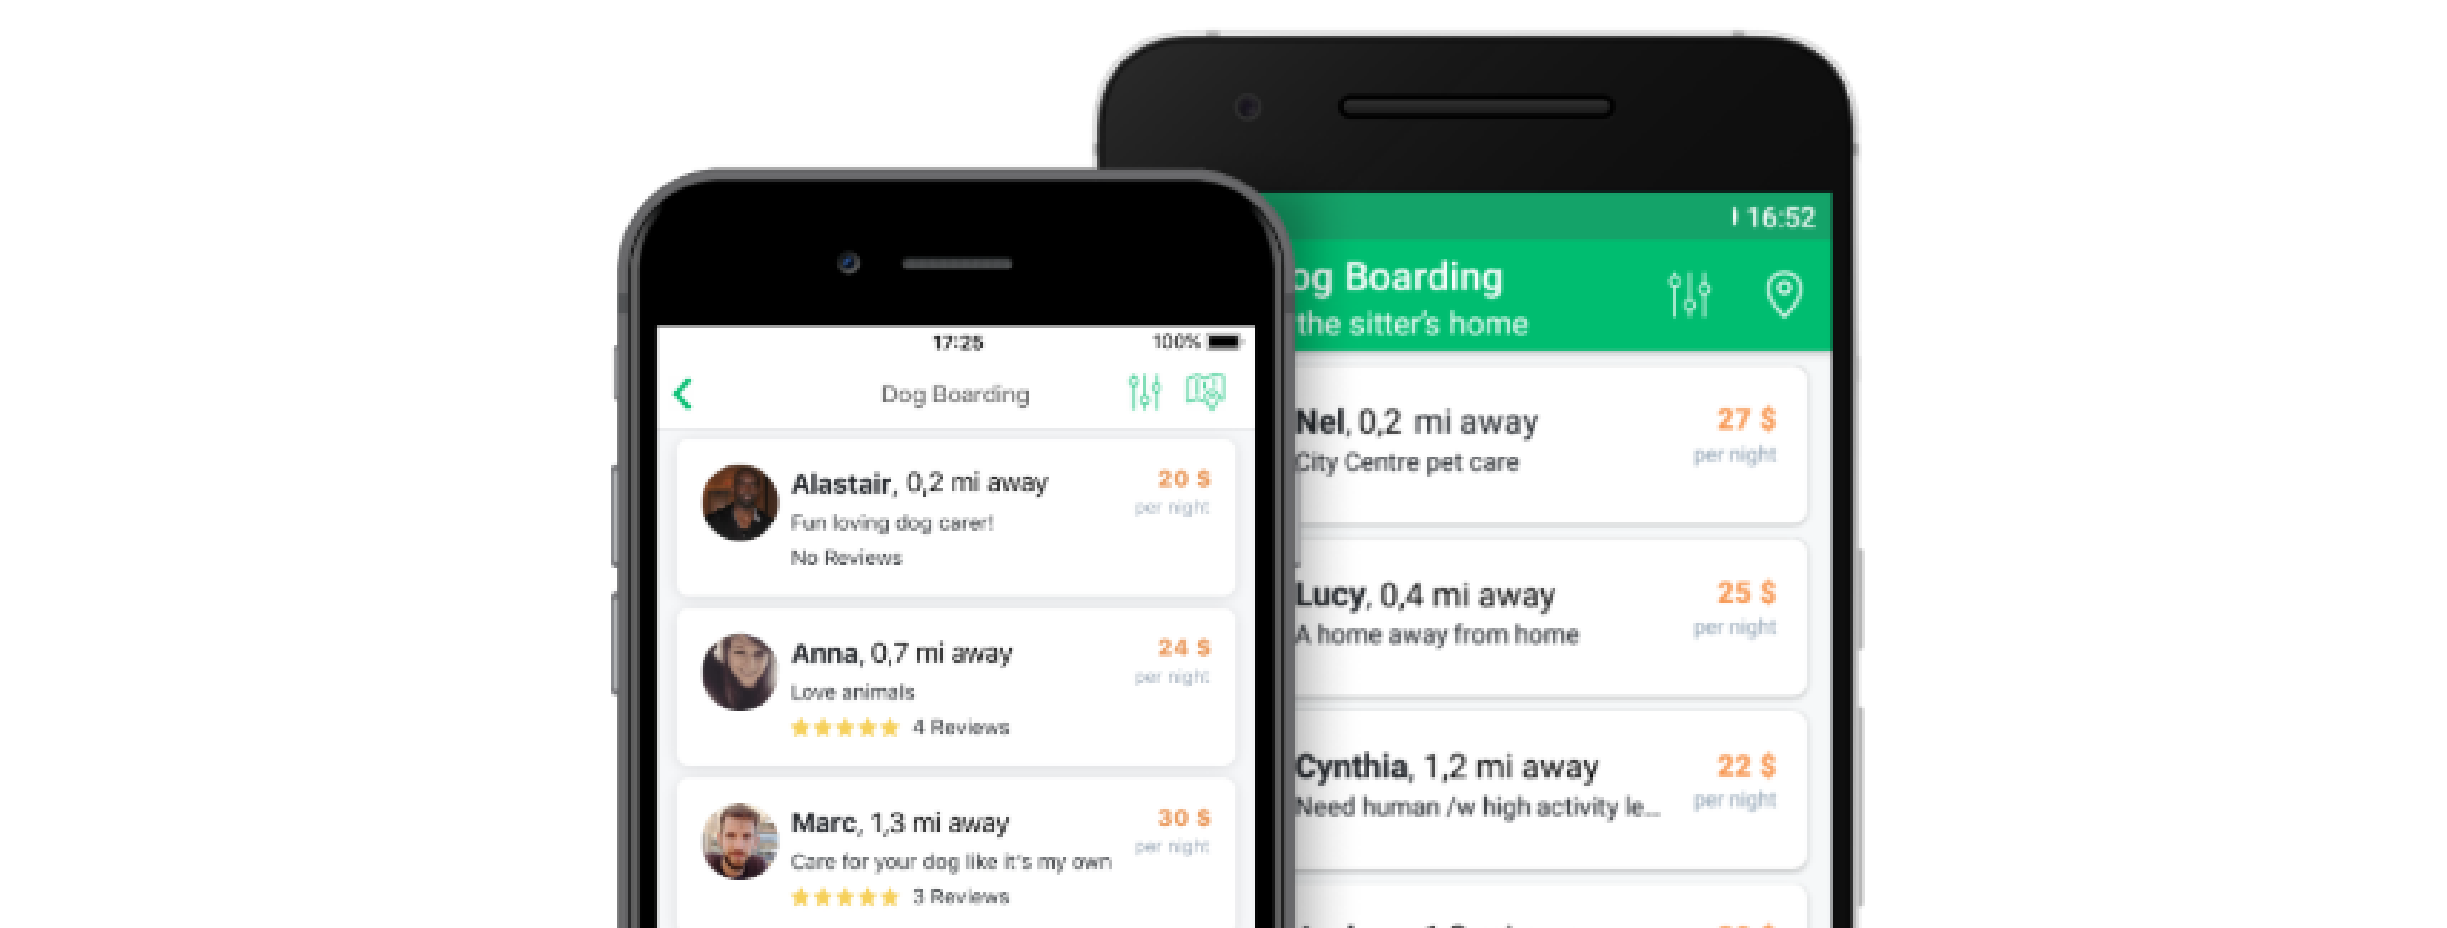 17:25
100%
Dog Boarding
Alastair, 0,2 mi away
20 $
per night
Fun loving dog carer!
No Reviews
Anna, 0,7 mi away
24 $
per night
Love animals
4 Reviews
Marc, 1,3 mi away
30 $
per night
Care for your dog like it's my own
3 Reviews
16:52
og Boarding
the sitter's home
Nel, 0,2 mi away
27 $
per night
City Centre pet care
Lucy, 0,4 mi away
25 $
per night
A home away from home
Cynthia, 1,2 mi away
22 $
per night
Need human /w high activity le...